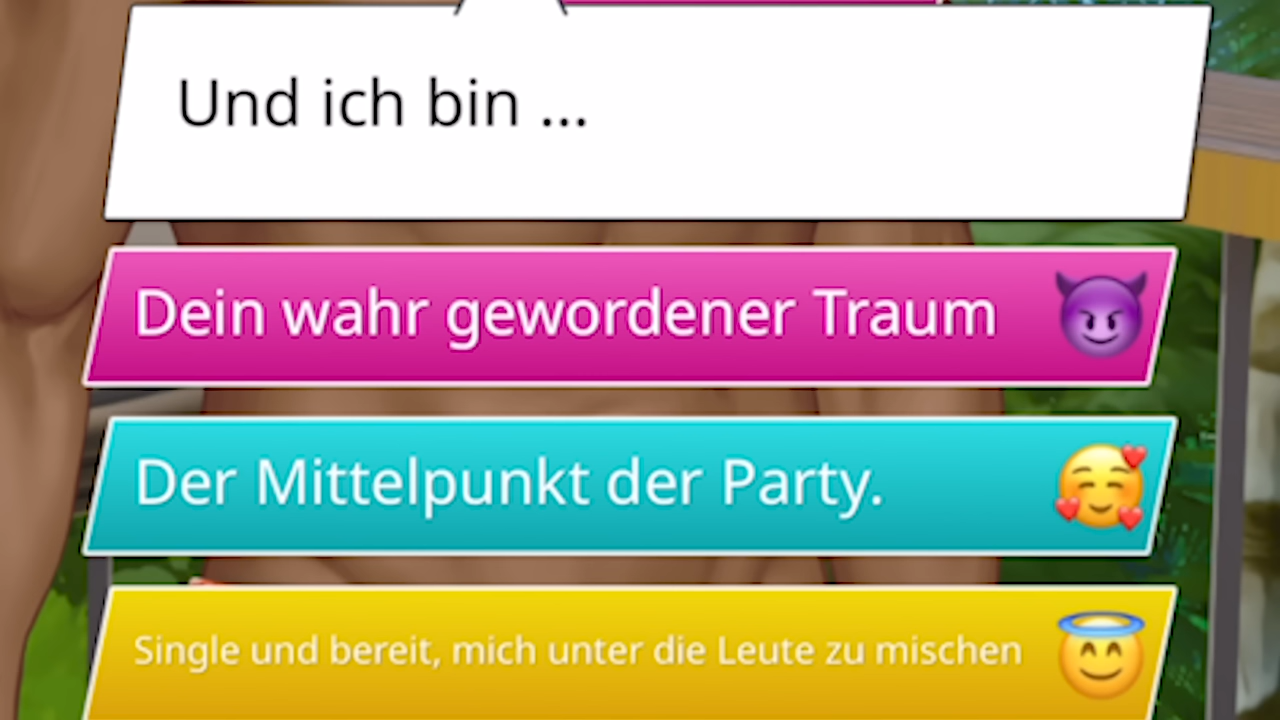 Und ich bin ...
Dein wahr gewordener Traum
Der Mittelpunkt der Party.
Single und bereit, mich unter die Leute zu mischen